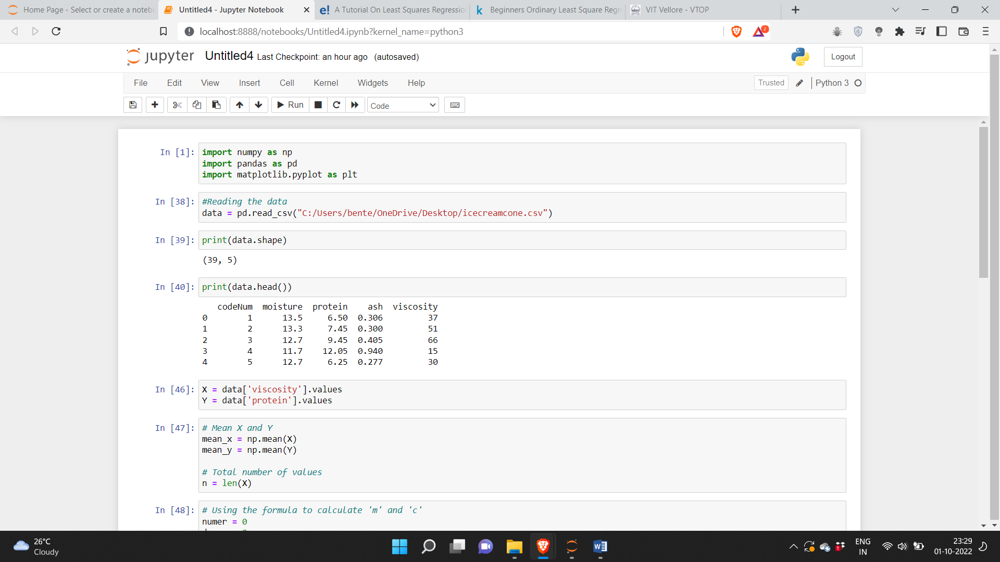 Home Page - Select or create a noteb
Untitled4 - Jupyter Notebook
e! A Tutorial On Least Squares Regressio
k Beginners Ordinary Least Square Regr
VIT Vellore - VTOP
localhost:8888/notebooks/Untitled4.ipynb?kernel_name=python3
2
jupyter Untitled4 Last Checkpoint: an hour ago (autosaved)
Logout
File Edit View Insert Cell Kernel Widgets Help
Trusted Python 3
Run
Code
In [1]: import numpy as np
import pandas as pd
import matplotlib.pyplot as plt
In [38]: #Reading the data
data = pd.read_csv("C:/Users/bente/OneDrive/Desktop/icecreamcone.csv")
In [39]: print(data.shape)
(39, 5)
In [40]: print(data.head())
codeNum moisture protein ash viscosity
0 1 13.5 6.50 0.306 37
1 2 13.3 7.45 0.300 51
2 3 12.7 9.45 0.405 66
3 4 11.7 12.05 0.940 15
4 5 12.7 6.25 0.277 30
In [46]: X = data['viscosity'].values
Y = data['protein'].values
In [47]: # Mean X and Y
mean_x = np.mean(X)
mean_y = np.mean(Y)
# Total number of values
n = len(X)
In [48]: # Using the formula to calculate 'm' and 'c'
numer = 0
26°C
Cloudy
W
1
ENG
IN
23:29
01-10-2022